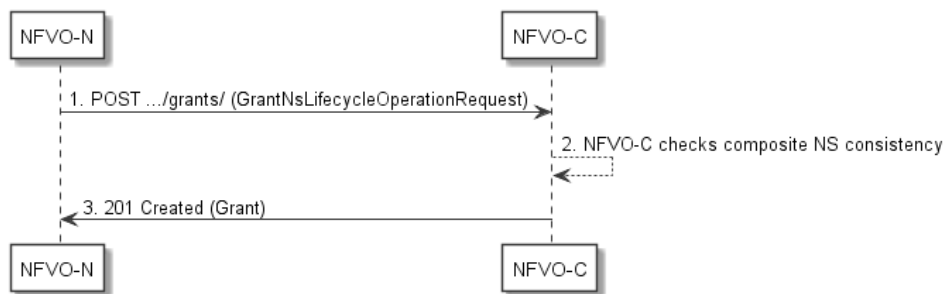 NFVO-N
NFVO-C
1. POST .../grants/ (GrantNsLifecycleOperationRequest)
2. NFVO-C checks composite NS consistency
3. 201 Created (Grant)
NFVO-N
NFVO-C